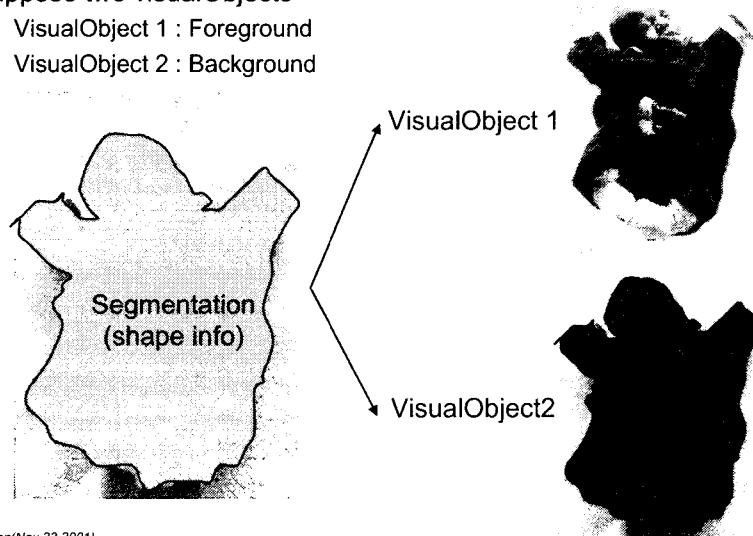 VisualObject 1 : Foreground
VisualObject 2 : Background
VisualObject 1
Segmentation
(shape info)
VisualObject2